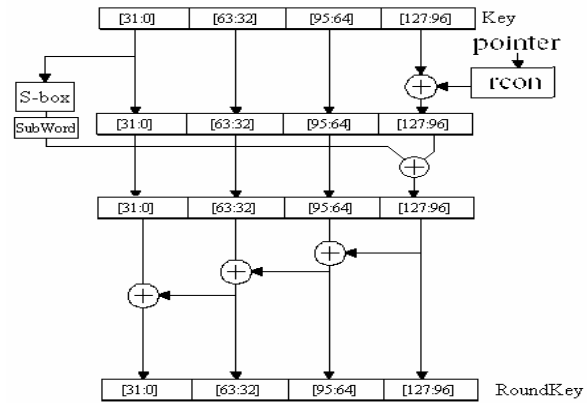 [31:0] [63:32] [95:64] [127:96] Key
pointer
rcon
S-box
SubWord
[31:0] [63:32] [95:64] [127:96]
[31:0] [63:32] [95:64] [127:96]
[31:0] [63:32] [95:64] [127:96] RoundKey